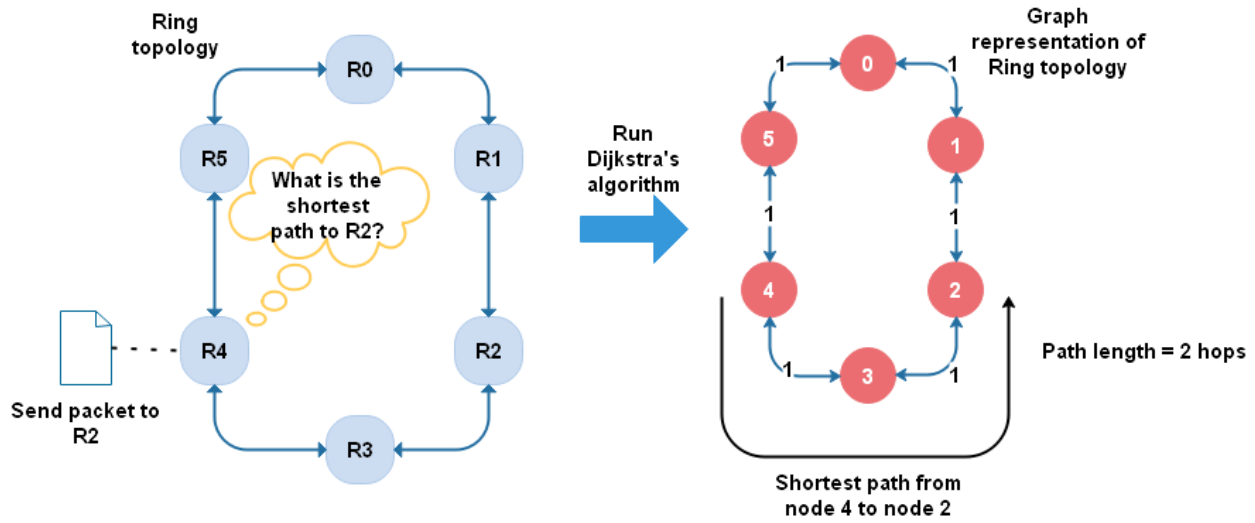 Ring
topology
R0
R5
R1
What is the
shortest
path to R2?
R4
R2
Send packet to
R2
R3
Run
Dijkstra's
algorithm
Graph
representation of
Ring topology
0
1
1
5
1
1
1
4
2
1
3
1
Path length = 2 hops
Shortest path from
node 4 to node 2